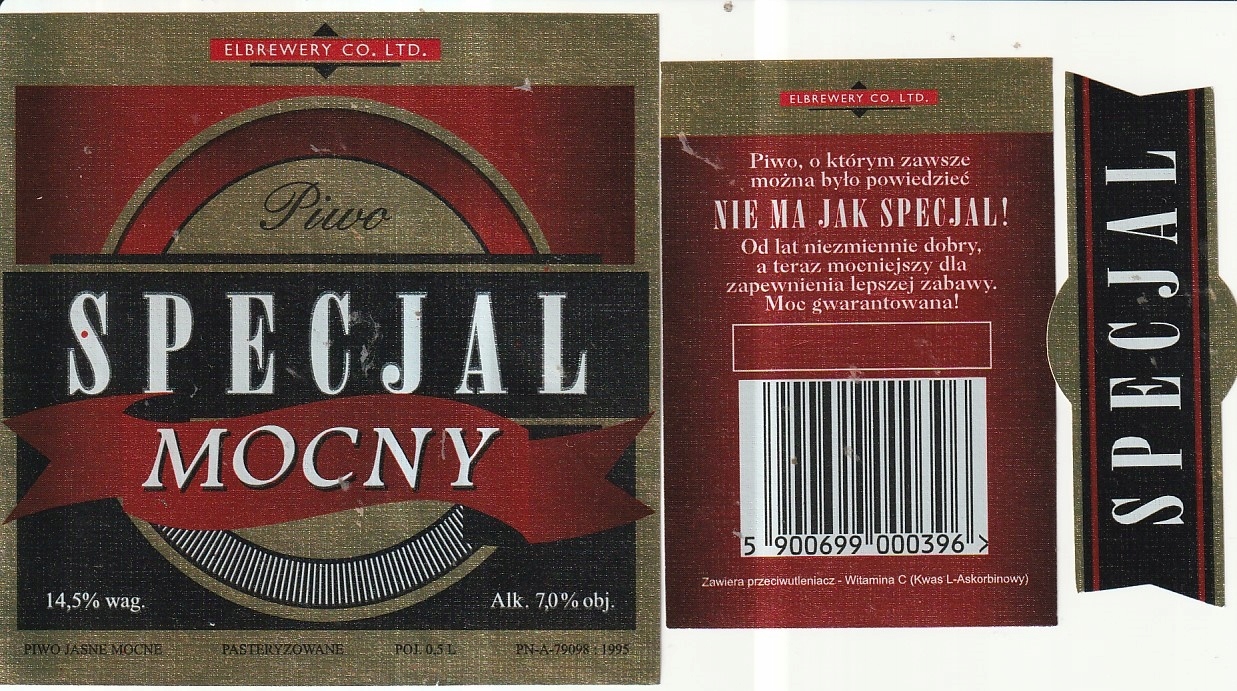 ELBREWERY CO. LTD.
Piwo
SPECJAL
MOCNY
14,5% wag.
Alk. 7,0% obj.
PIWO JASNE MOCNE
PASTERYZOWANE
POJ. 0,5 L
PN-A-79098 : 1995
ELBREWERY CO. LTD.
Piwo, o którym zawsze
można było powiedzieć
NIE MA JAK SPECJAL!
Od lat niezmiennie dobry,
a teraz mocniejszy dla
zapewnienia lepszej zabawy.
Moc gwarantowana!
5 900699 000396 >
Zawiera przeciwutleniacz - Witamina C (Kwas L-Askorbinowy)
SPECJAL